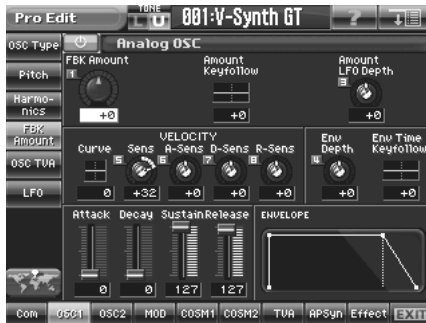 Pro Edit TONE L U 001:V-Synth GT ?
OSC Type Analog OSC
FBK Amount Amount Keyfollow Amount LFO Depth
1 3
+0 +0 +0
Pitch
Harmo-nics
FBK Amount
OSC TVA
LFO
VELOCITY
Curve Sens A-Sens D-Sens R-Sens Env Depth Env Time Keyfollow
5 6 7 8 4
0 +32 +0 +0 +0 +0 +0
Attack Decay Sustain Release ENVELOPE
0 0 127 127
Com OSC1 OSC2 MOD COSM1 COSM2 TVA APSyn Effect EXIT